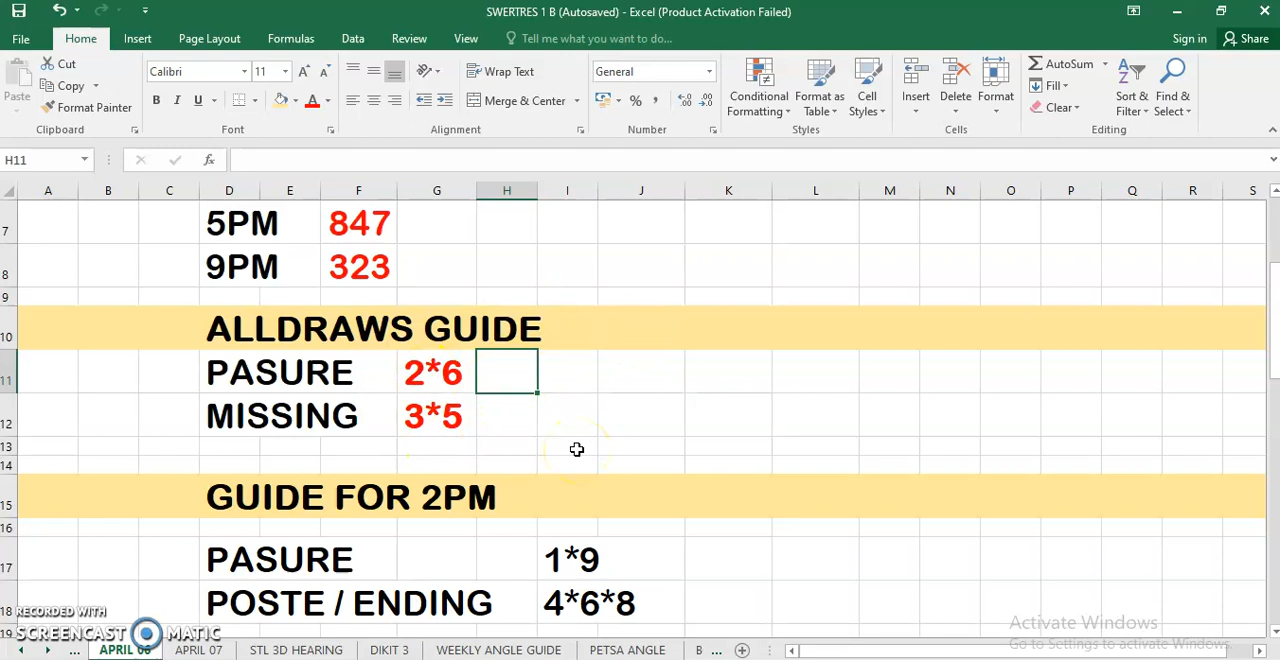 SWERTRES 1 B (Autosaved) - Excel (Product Activation Failed)
File Home Insert Page Layout Formulas Data Review View Tell me what you want to do... Sign in Share
Paste
Cut
Copy
Format Painter
Clipboard
Calibri 11
B I U
Font
Wrap Text
Merge & Center
Alignment
General
Number
Conditional Formatting
Format as Table
Cell Styles
Styles
Insert Delete Format
Cells
AutoSum
Fill
Clear
Sort & Filter
Find & Select
Editing
H11
fx
A B C D E F G H I J K L M N O P Q R S
7 5PM 847
8 9PM 323
9
10 ALLDRAWS GUIDE
11 PASURE 2*6
12 MISSING 3*5
13
14
15 GUIDE FOR 2PM
16
17 PASURE 1*9
18 POSTE / ENDING 4*6*8
19
RECORDED WITH
SCREENCAST MATIC
Activate Windows
Go to Settings to activate Windows.
... APRIL 06 APRIL 07 STL 3D HEARING DIKIT 3 WEEKLY ANGLE GUIDE PETSA ANGLE B ...